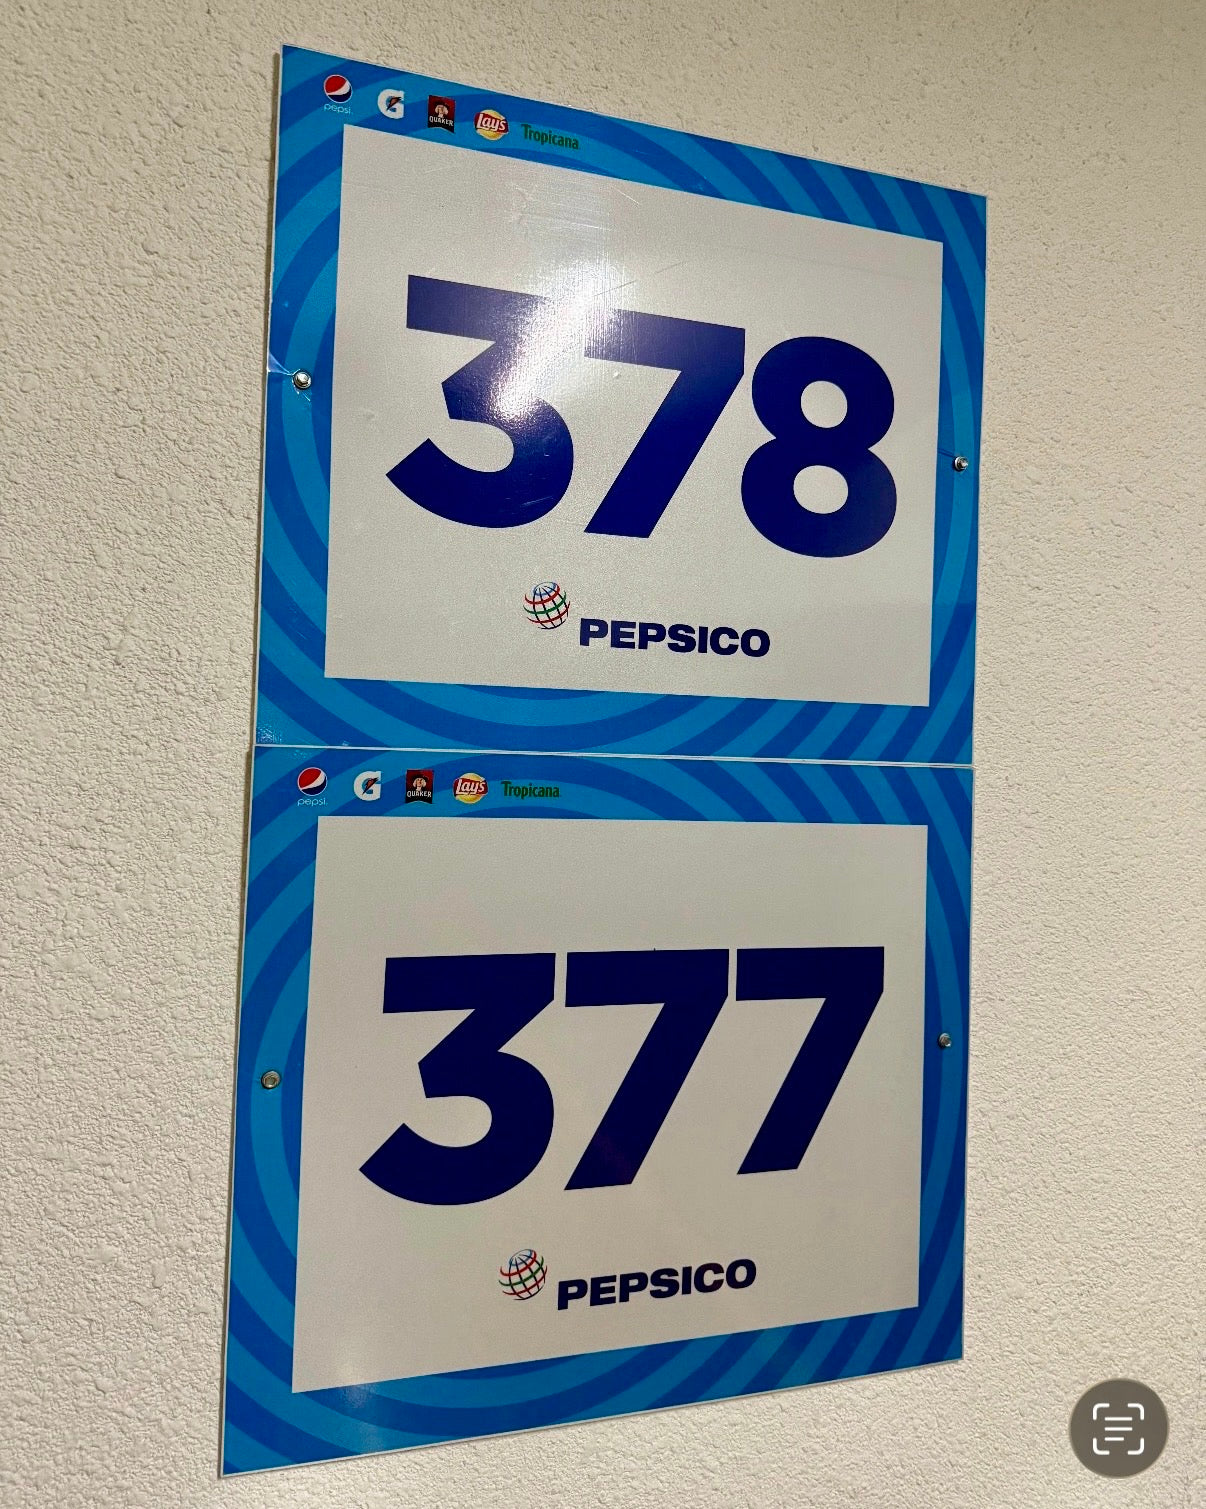 pepsi. G QUAKER Lay's Tropicana
378
PEPSICO
pepsi. G QUAKER Lay's Tropicana
377
PEPSICO